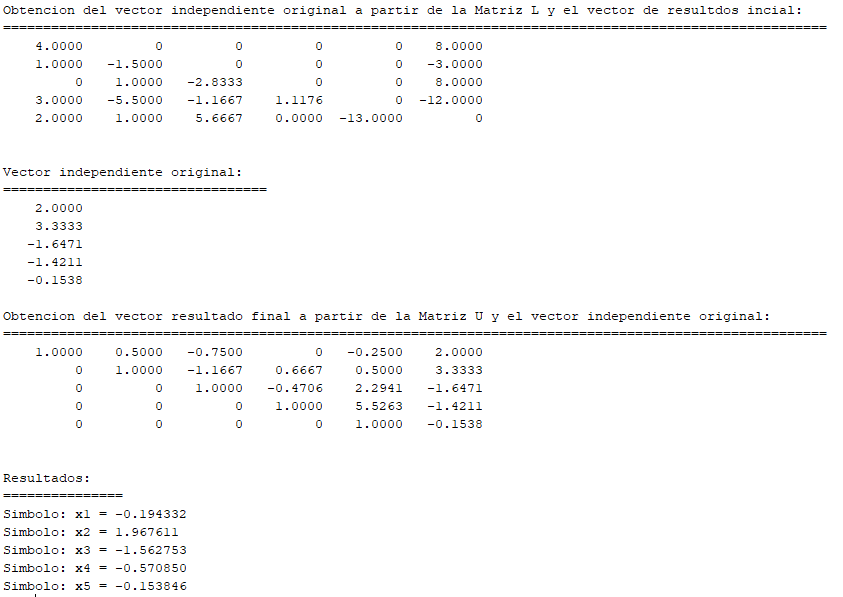 Obtencion del vector independiente original a partir de la Matriz L y el vector de resultdos incial:
=======================================================================================================
4.0000 0 0 0 0 8.0000
1.0000 -1.5000 0 0 0 -3.0000
0 1.0000 -2.8333 0 0 8.0000
3.0000 -5.5000 -1.1667 1.1176 0 -12.0000
2.0000 1.0000 5.6667 0.0000 -13.0000 0
Vector independiente original:
=================================
2.0000
3.3333
-1.6471
-1.4211
-0.1538
Obtencion del vector resultado final a partir de la Matriz U y el vector independiente original:
=======================================================================================================
1.0000 0.5000 -0.7500 0 -0.2500 2.0000
0 1.0000 -1.1667 0.6667 0.5000 3.3333
0 0 1.0000 -0.4706 2.2941 -1.6471
0 0 0 1.0000 5.5263 -1.4211
0 0 0 0 1.0000 -0.1538
Resultados:
===============
Simbolo: x1 = -0.194332
Simbolo: x2 = 1.967611
Simbolo: x3 = -1.562753
Simbolo: x4 = -0.570850
Simbolo: x5 = -0.153846